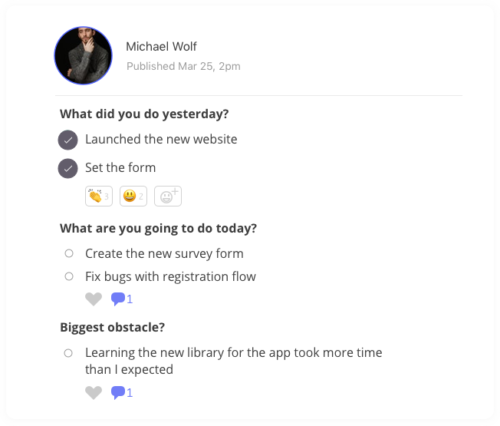 Michael Wolf
Published Mar 25, 2pm
What did you do yesterday?
Launched the new website
Set the form
3 2
What are you going to do today?
Create the new survey form
Fix bugs with registration flow
1
Biggest obstacle?
Learning the new library for the app took more time
than I expected
1